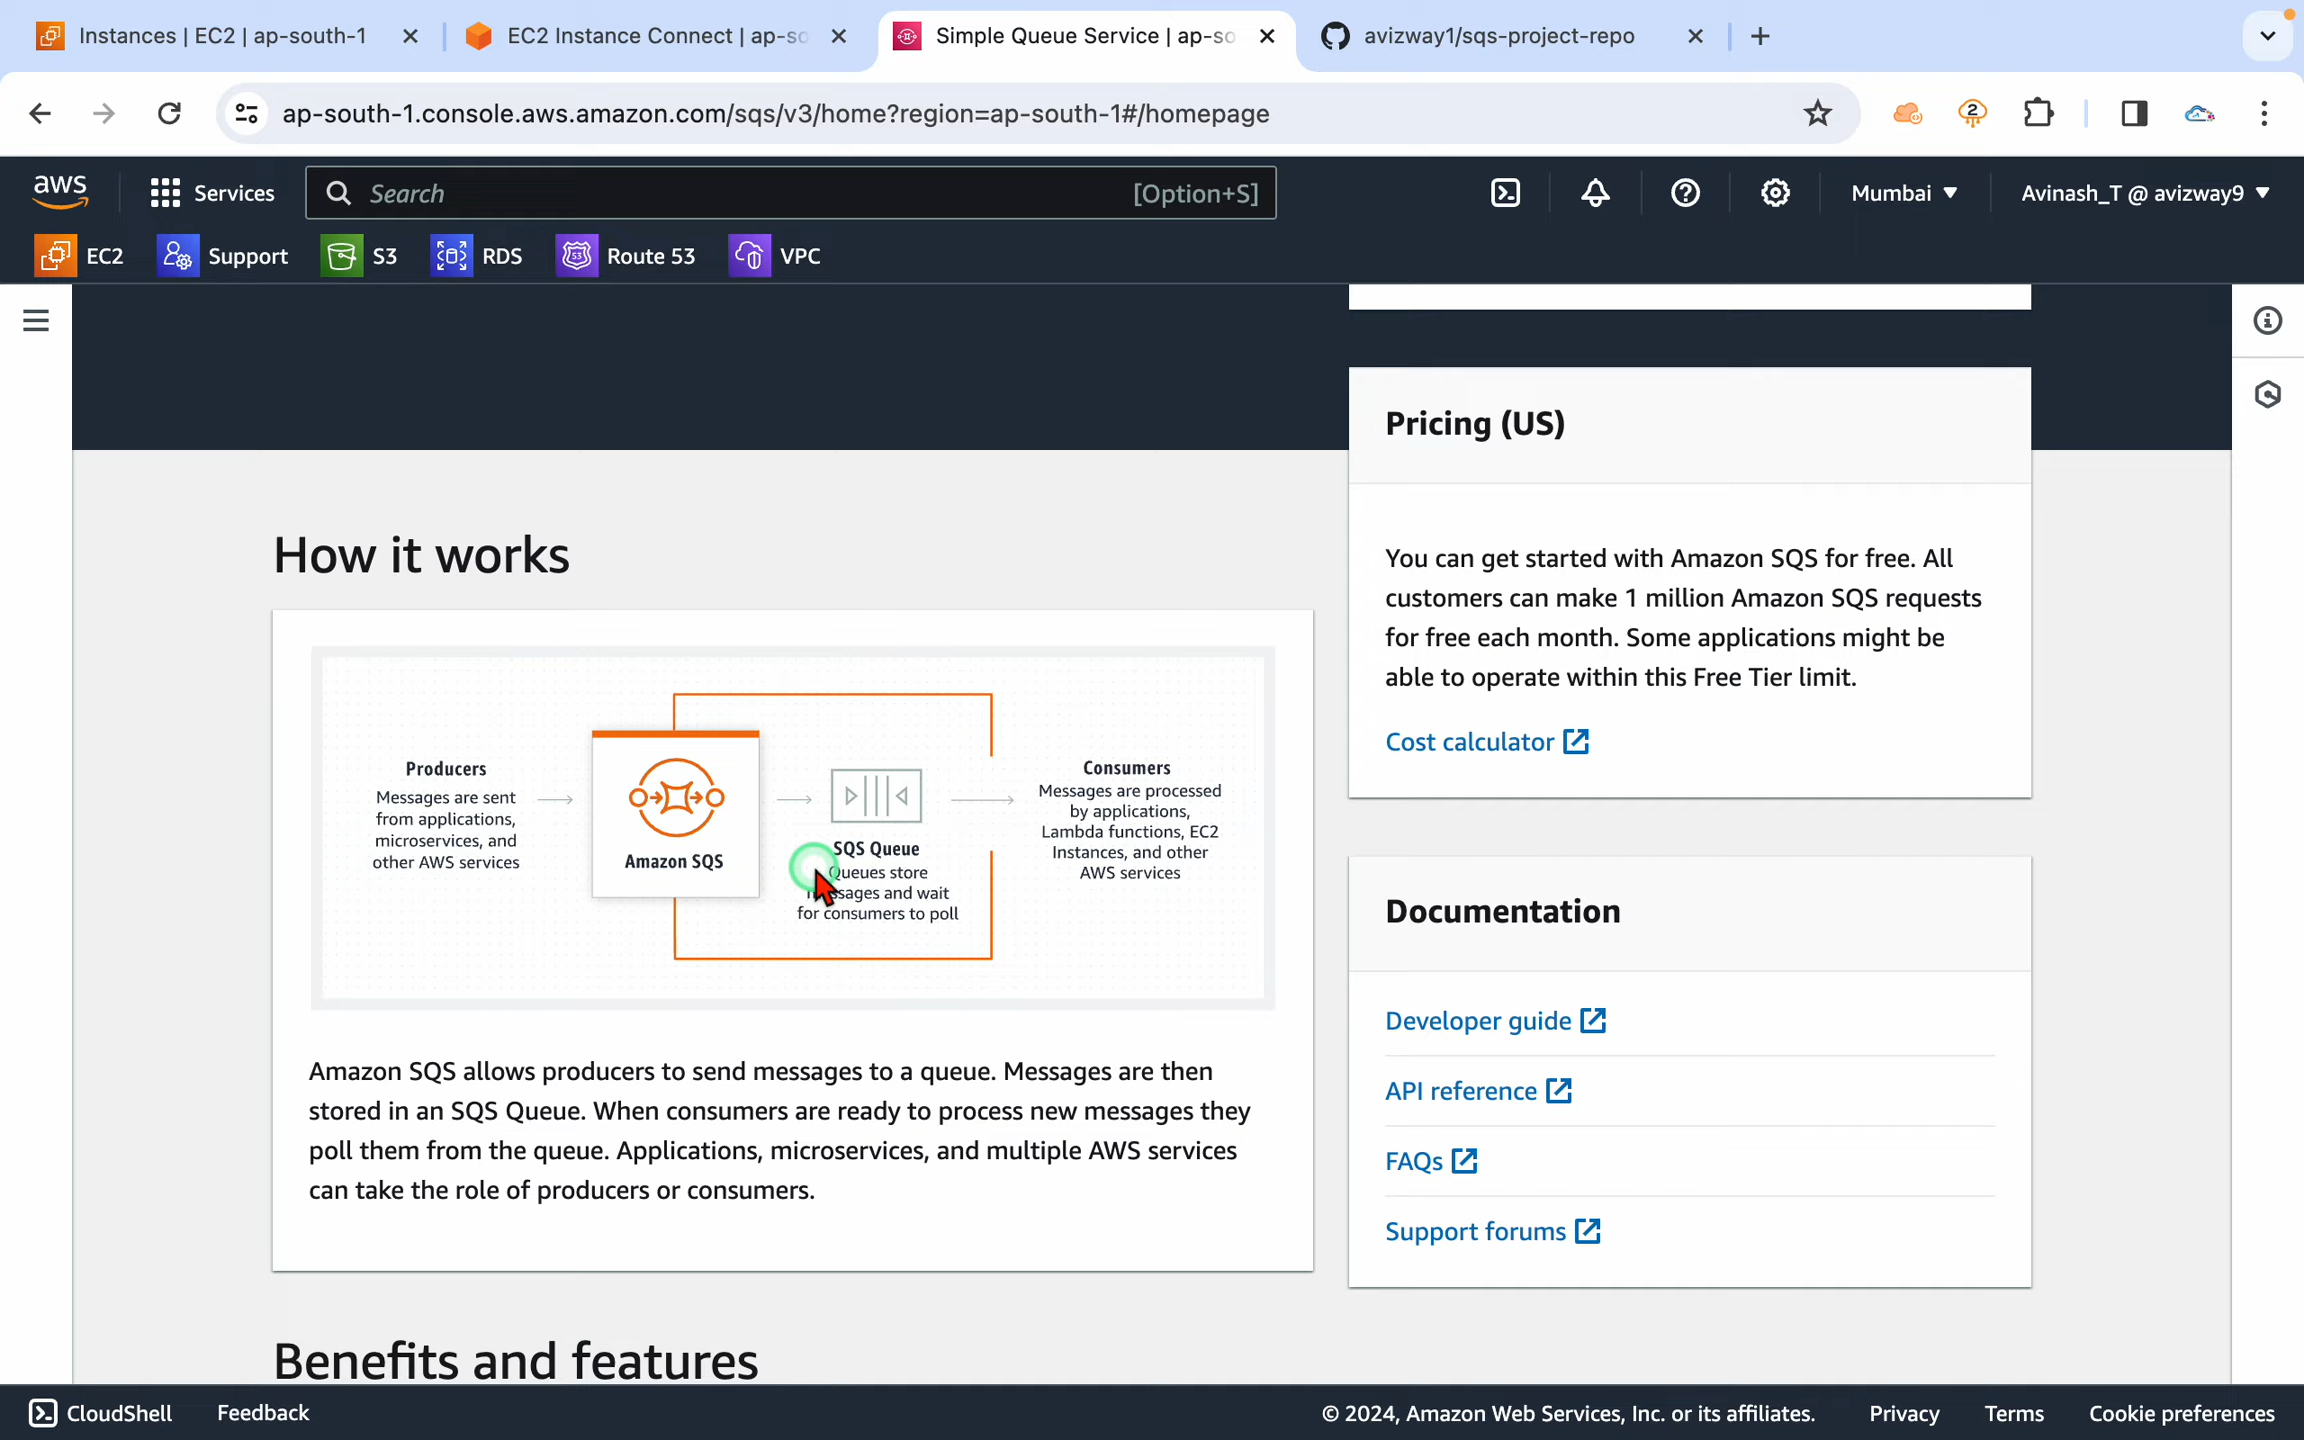 Instances | EC2 | ap-south-1
EC2 Instance Connect | ap-so
Simple Queue Service | ap-so
avizway1/sqs-project-repo
ap-south-1.console.aws.amazon.com/sqs/v3/home?region=ap-south-1#/homepage
2
aws
Services
Search
[Option+S]
Mumbai
Avinash_T @ avizway9
EC2
Support
S3
RDS
53
Route 53
VPC
How it works
Producers
Messages are sent
from applications,
microservices, and
other AWS services
Amazon SQS
SQS Queue
Queues store
messages and wait
for consumers to poll
Consumers
Messages are processed
by applications,
Lambda functions, EC2
Instances, and other
AWS services
Amazon SQS allows producers to send messages to a queue. Messages are then
stored in an SQS Queue. When consumers are ready to process new messages they
poll them from the queue. Applications, microservices, and multiple AWS services
can take the role of producers or consumers.
Benefits and features
Pricing (US)
You can get started with Amazon SQS for free. All
customers can make 1 million Amazon SQS requests
for free each month. Some applications might be
able to operate within this Free Tier limit.
Cost calculator
Documentation
Developer guide
API reference
FAQs
Support forums
CloudShell
Feedback
© 2024, Amazon Web Services, Inc. or its affiliates.
Privacy
Terms
Cookie preferences